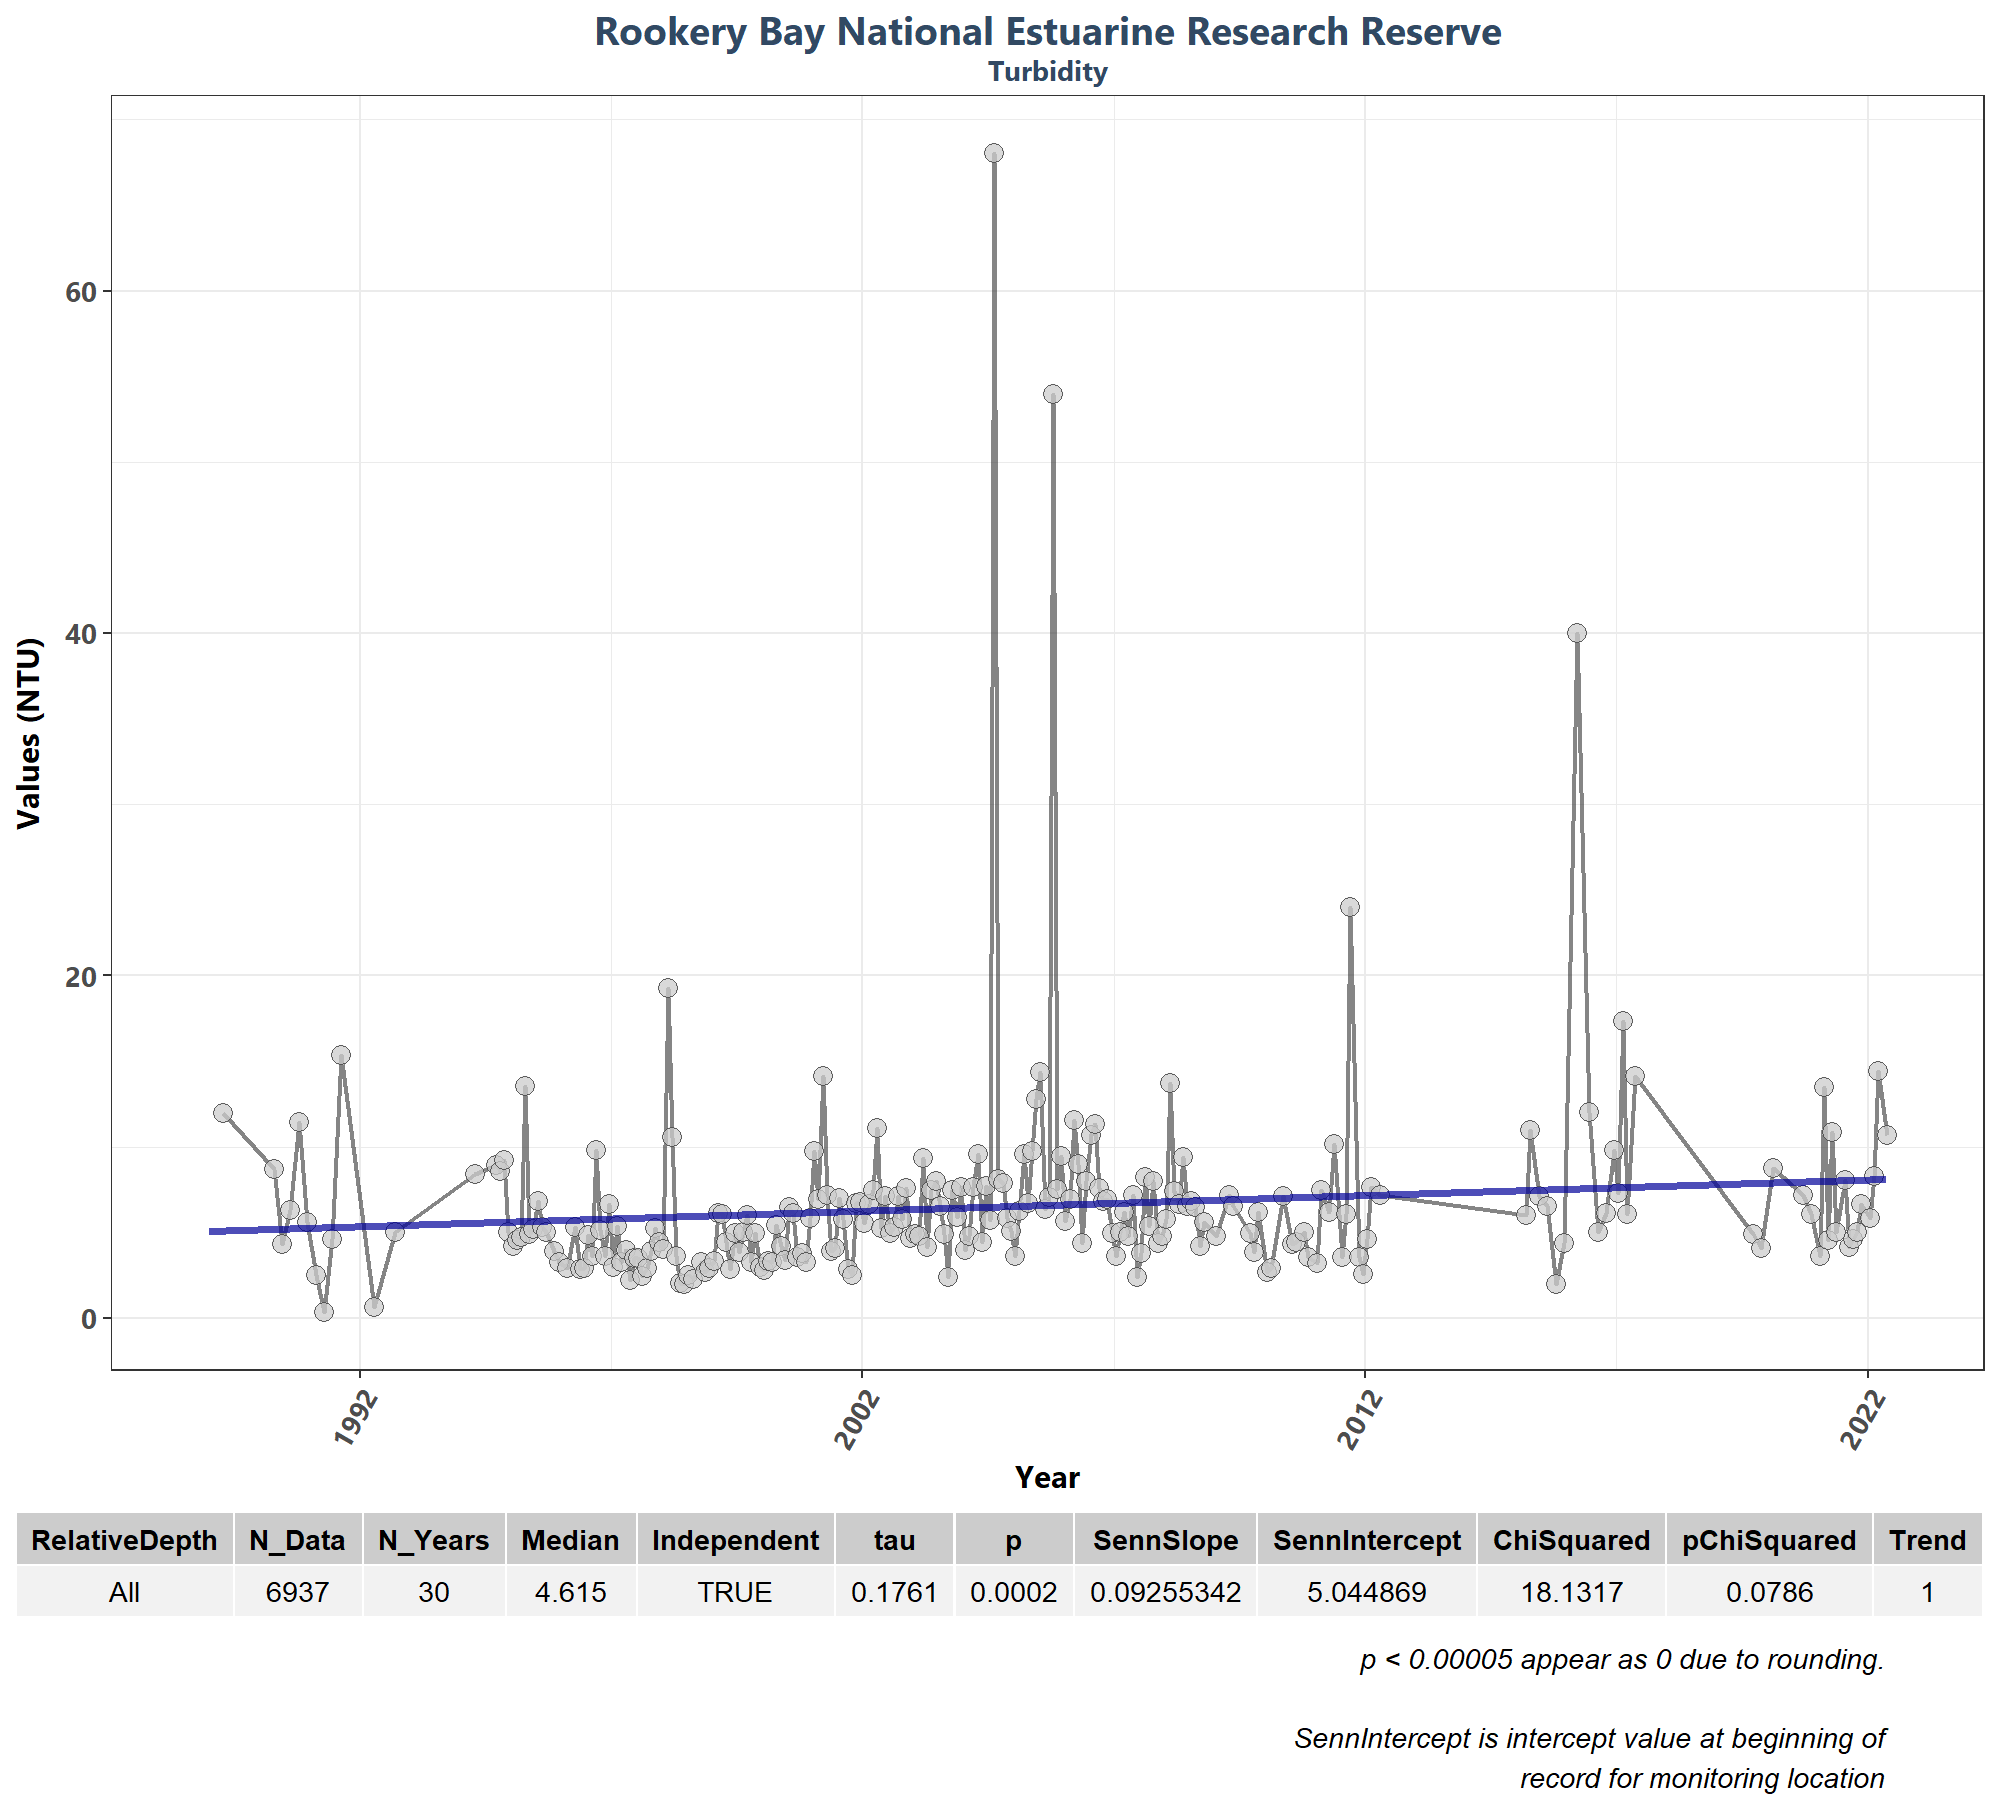 Rookery Bay National Estuarine Research Reserve
Turbidity
Values (NTU)
60
40
20
0
1992 2002 2012 2022
Year
RelativeDepth N_Data N_Years Median Independent tau p SennSlope SennIntercept ChiSquared pChiSquared Trend
All 6937 30 4.615 TRUE 0.1761 0.0002 0.09255342 5.044869 18.1317 0.0786 1
p < 0.00005 appear as 0 due to rounding.
SennIntercept is intercept value at beginning of
record for monitoring location